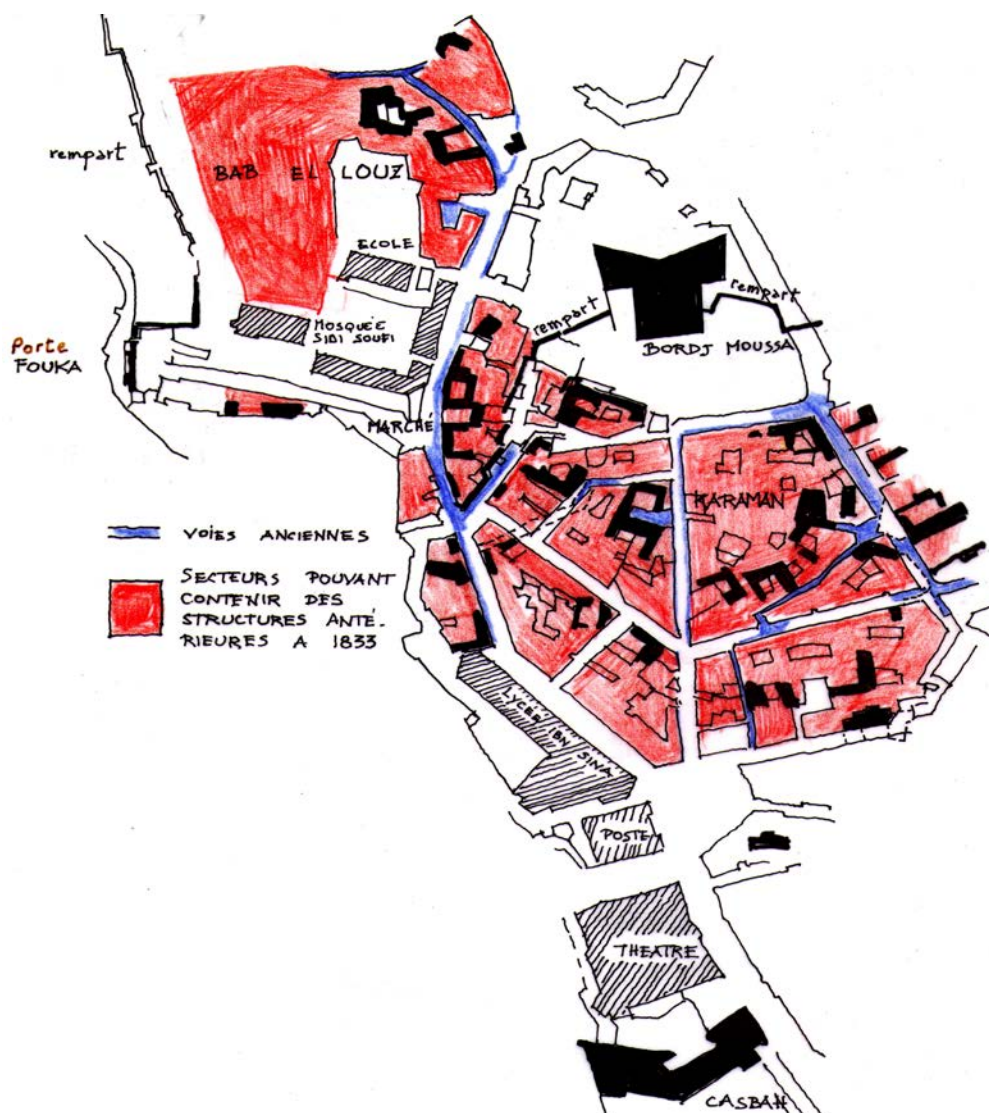 rempart
BAB EL LOUZ
ECOLE
MOSQUÉE
SIDI SOUFI
rempart
rempart
BORDJ MOUSSA
Porte
FOUKA
MARCHÉ
KARAMAN
VOIES ANCIENNES
SECTEURS POUVANT
CONTENIR DES
STRUCTURES ANTÉ-
RIEURES A 1833
LYCEE IBN SINA
POSTE
THEATRE
CASBAH